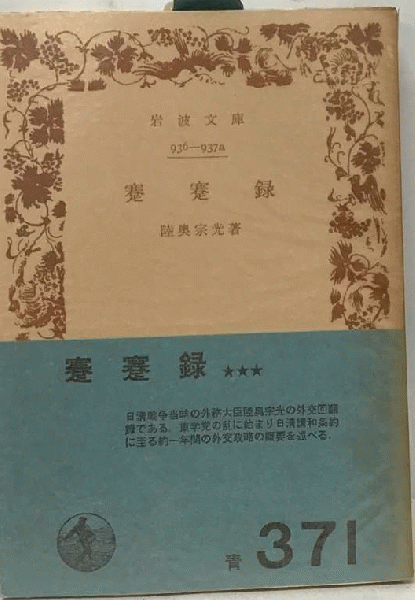 岩波文庫
936—937a
蹇蹇録
陸奥宗光著
蹇蹇録 ★★★
日清戦争当時の外務大臣陸奥宗光の外交回顧
録である。東学党の乱に始まり日清講和条約
に至る約一年間の外交攻略の概要を述べる.
青 371